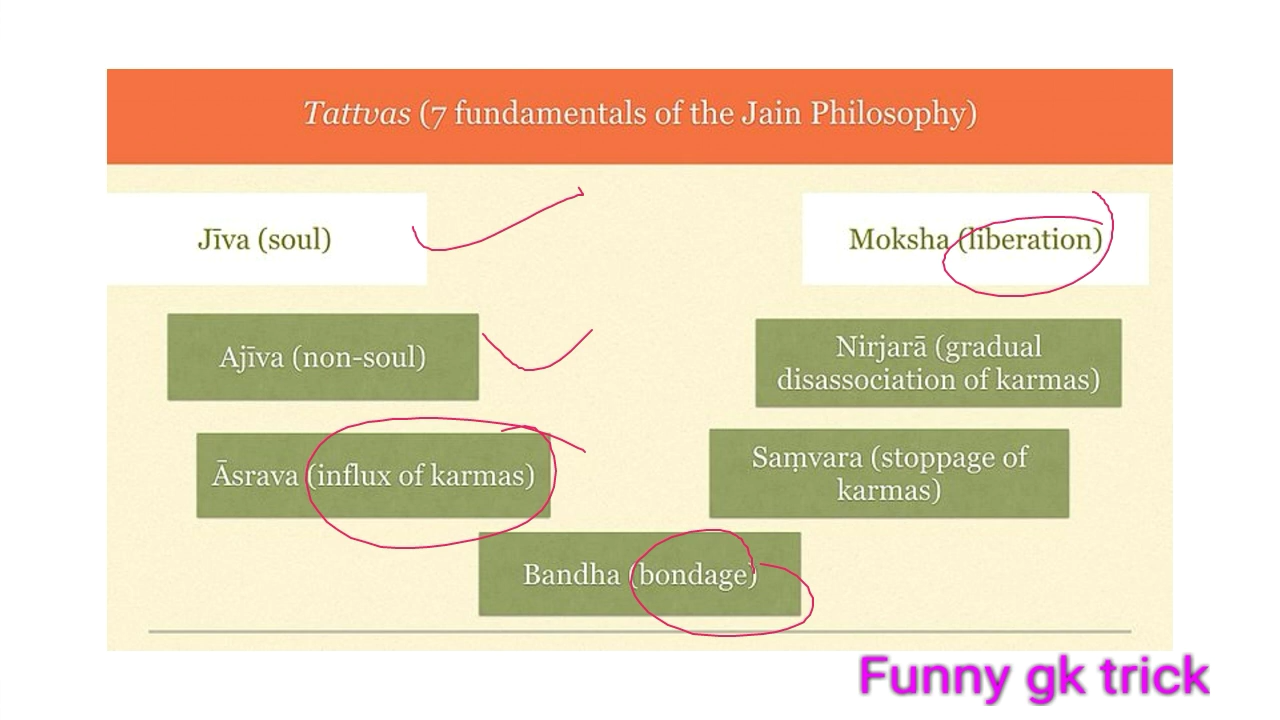 Tattvas (7 fundamentals of the Jain Philosophy)
Jīva (soul)
Moksha (liberation)
Ajīva (non-soul)
Nirjarā (gradual
disassociation of karmas)
Āsrava (influx of karmas)
Saṃvara (stoppage of
karmas)
Bandha (bondage)
Funny gk trick